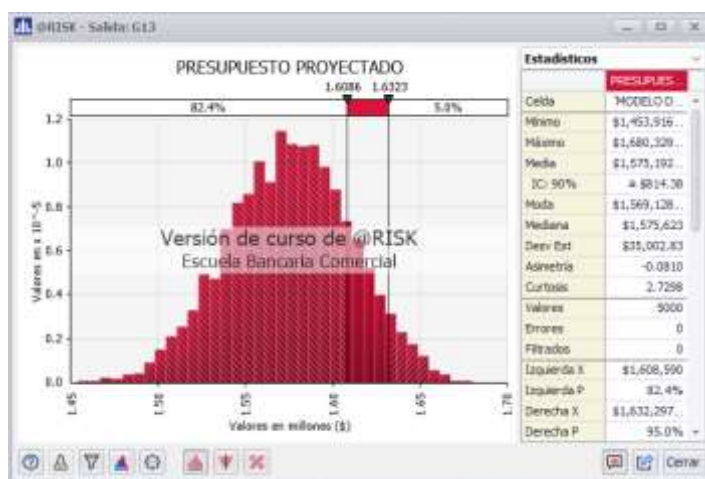 @RISK - Salida: G13
PRESUPUESTO PROYECTADO
1.6086 1.6323
82.4% 5.0%
1.2
1.0
0.8
0.6
0.4
0.2
0.0
Valores en x 10^-5
Versión de curso de @RISK
Escuela Bancaria Comercial
1.45
1.50
1.55
1.60
1.65
1.70
Valores en millones ($)
Estadísticos
PRESUPUES...
Celda 'MODELO D...
Mínimo $1,453,916...
Máximo $1,680,328...
Media $1,575,192...
IC: 90% ± $814.38
Moda $1,569,128...
Mediana $1,575,623
Desv Est $35,002.83
Asimetría -0.0810
Curtosis 2.7298
Valores 5000
Errores 0
Filtrados 0
Izquierda X $1,608,590
Izquierda P 82.4%
Derecha X $1,632,297...
Derecha P 95.0%
Cerrar